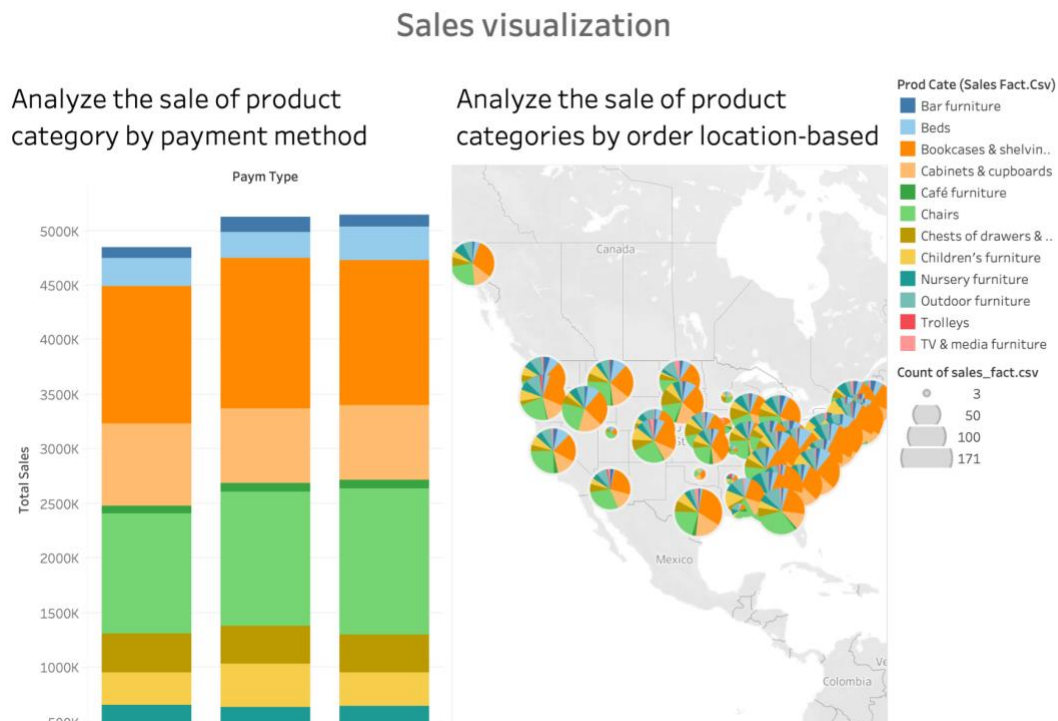 Sales visualization
Analyze the sale of product
category by payment method
Analyze the sale of product
categories by order location-based
Paym Type
Total Sales
5000K
4500K
4000K
3500K
3000K
2500K
2000K
1500K
1000K
500K
Canada
Mexico
Colombia
Prod Cate (Sales Fact.Csv)
Bar furniture
Beds
Bookcases & shelvin..
Cabinets & cupboards
Café furniture
Chairs
Chests of drawers & ..
Children's furniture
Nursery furniture
Outdoor furniture
Trolleys
TV & media furniture
Count of sales_fact.csv
3
50
100
171